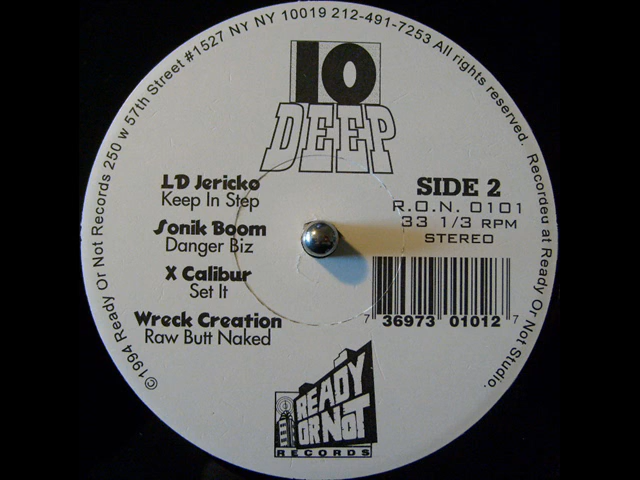 ©1994 Ready Or Not Records 250 w 57th Street #1527 NY NY 10019 212-491-7253 All rights reserved. Recorded at Ready Or Not Studio.
10
DEEP
L'D Jericko
Keep In Step
Sonik Boom
Danger Biz
X Calibur
Set It
Wreck Creation
Raw Butt Naked
SIDE 2
R.O.N. 0101
33 1/3 RPM
STEREO
7 36973 01012 7
READY
OR NOT
RECORDS